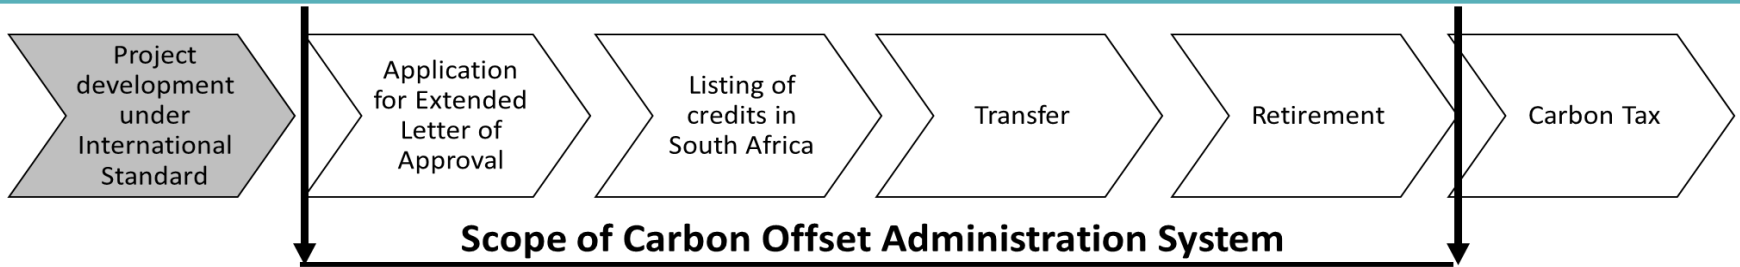 Project
development
under
International
Standard
Application
for Extended
Letter of
Approval
Listing of
credits in
South Africa
Transfer
Retirement
Carbon Tax
Scope of Carbon Offset Administration System